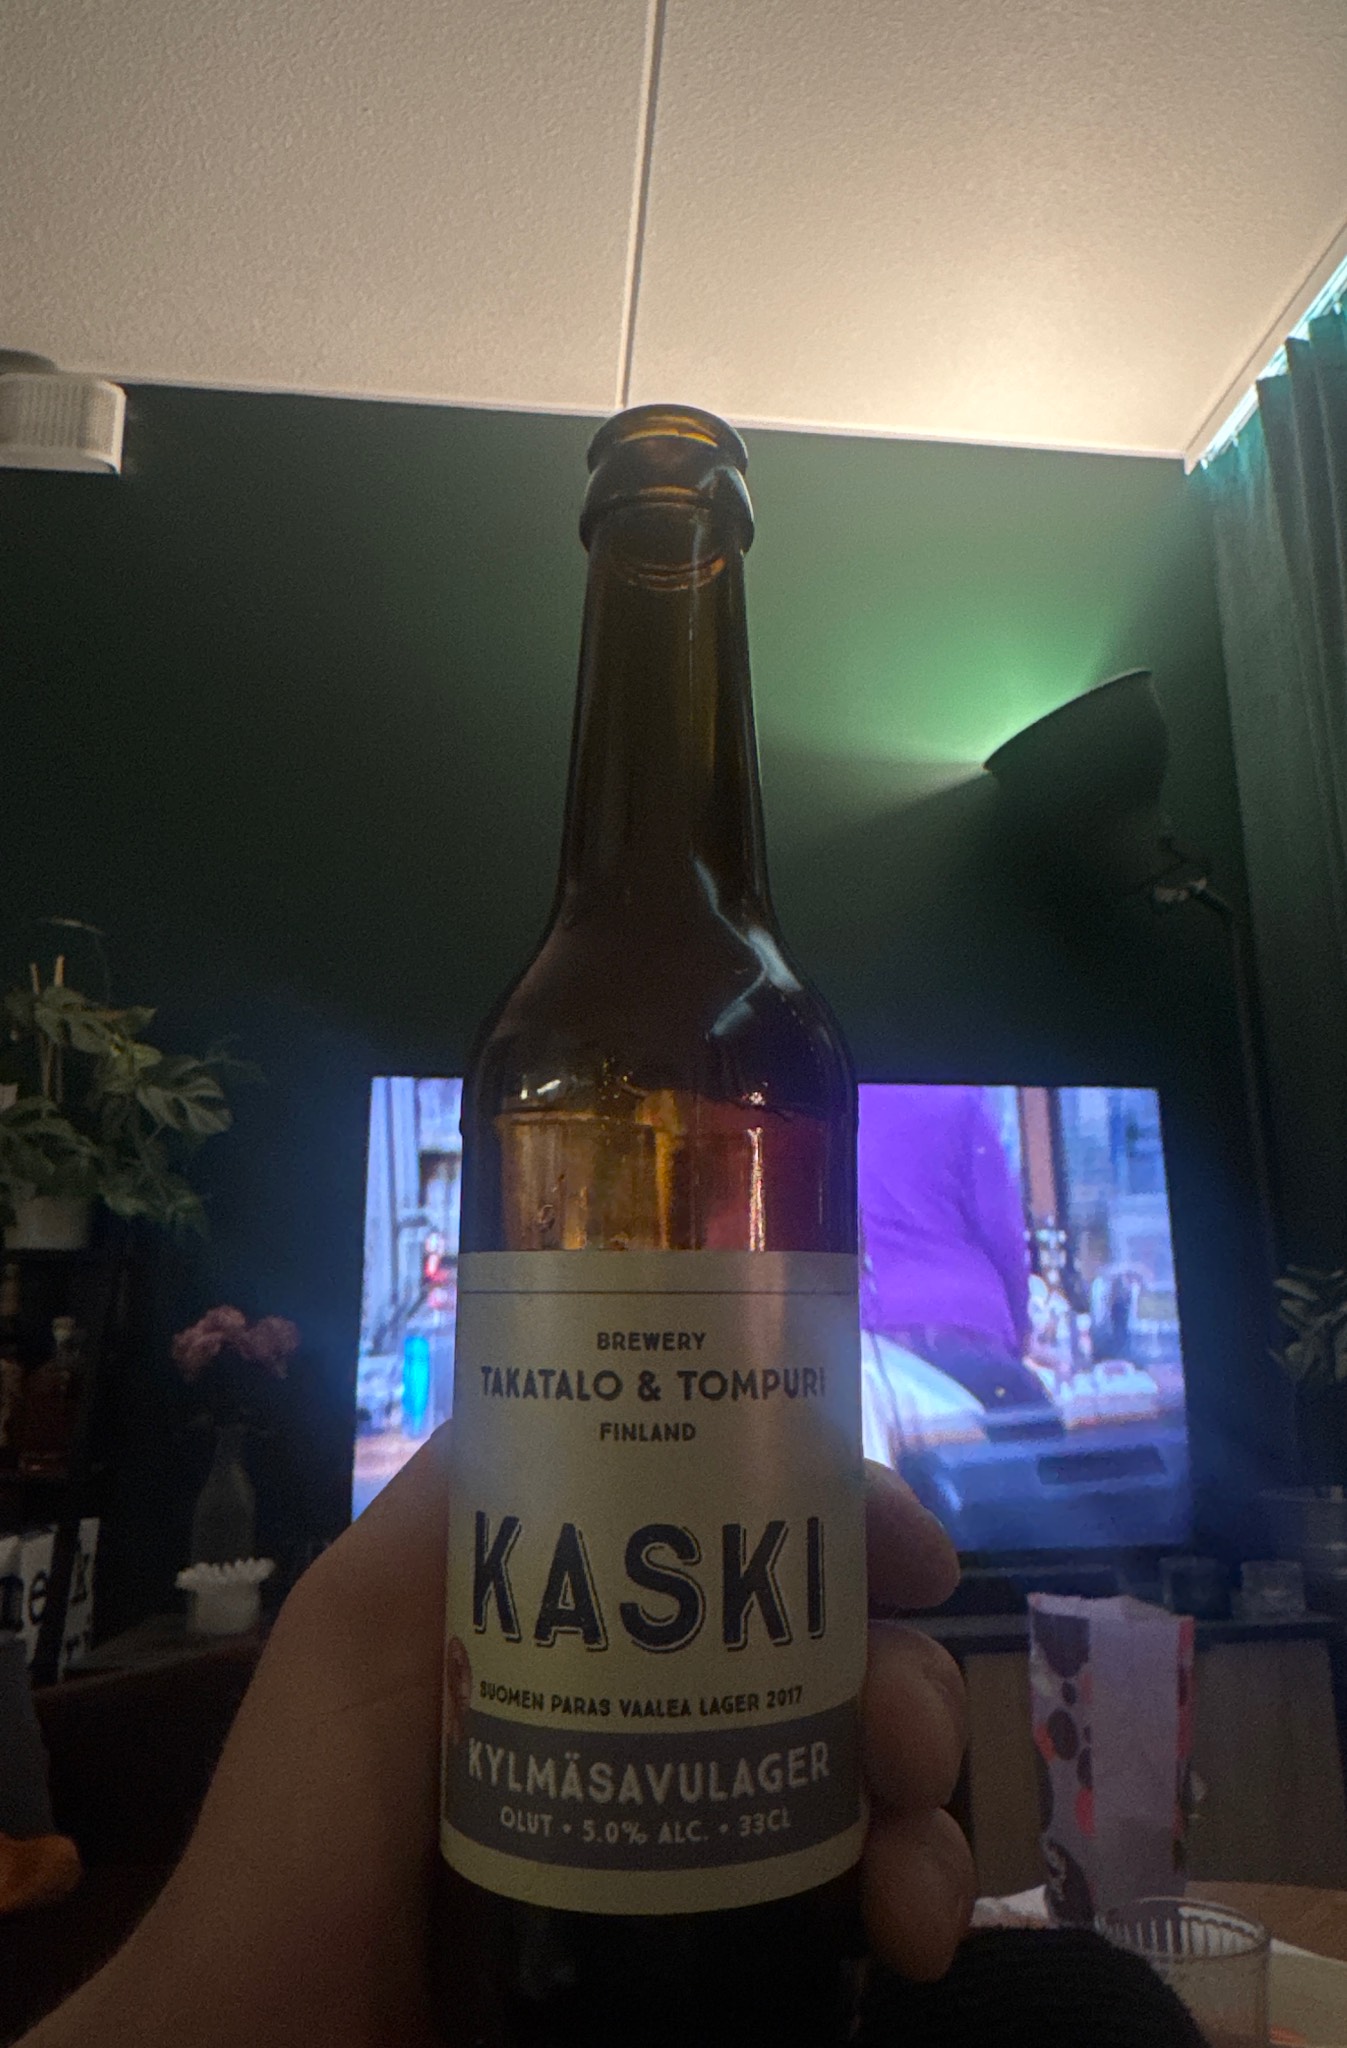 BREWERY
TAKATALO & TOMPURI
FINLAND
KASKI
SUOMEN PARAS VAALEA LAGER 2017
KYLMÄSAVULAGER
OLUT • 5.0% ALC. • 33CL